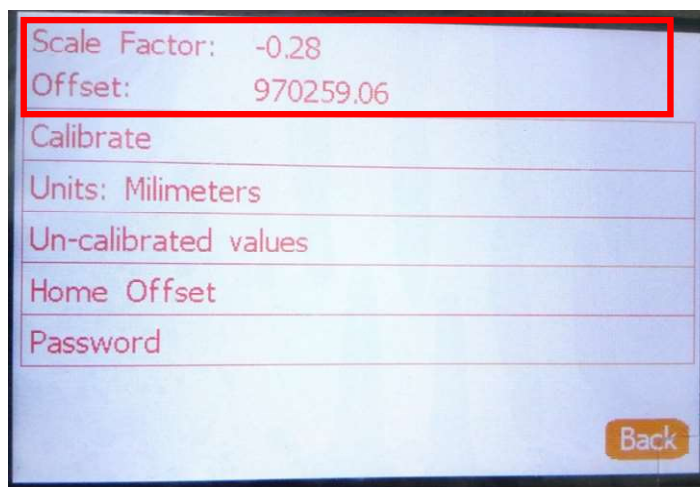 Scale Factor: -0.28
Offset: 970259.06
Calibrate
Units: Milimeters
Un-calibrated values
Home Offset
Password
Back